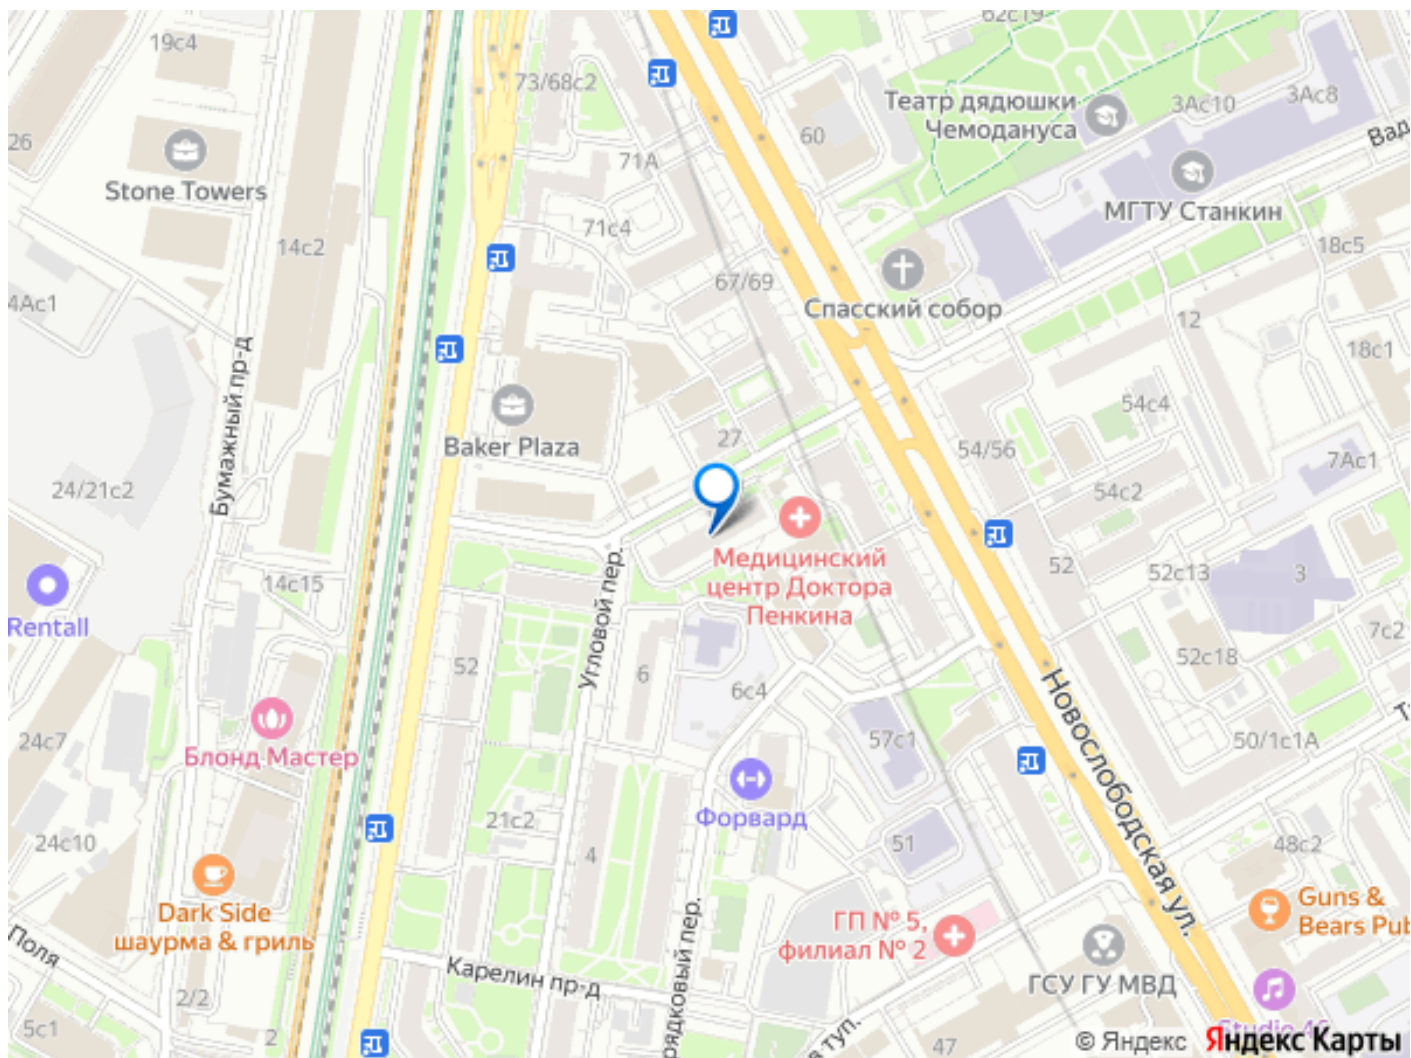 62с19
19с4
73/68с2
26
Stone Towers
71А
60
Театр дядюшки
Чемодануса
3Ас10
3Ас8
МГТУ Станкин
14с2
71с4
67/69
Спасский собор
18с5
12
18с1
4Ас1
Бумажный пр-д
Baker Plaza
27
54с4
54/56
7Ас1
24/21с2
54с2
Медицинский
центр Доктора
Пенкина
52
52с13
3
14с15
Rentall
Угловой пер.
52
6
6с4
7с2
52с18
Новослободская ул.
24с7
Блонд Мастер
57с1
50/1с1А
Форвард
21с2
4
51
48с2
24с10
Dark Side
шаурма & гриль
ГП № 5,
филиал № 2
Guns &
Bears Pub
Поля
Карелин пр-д
ГСУ ГУ МВД
2/2
2
5с1
47
туп.
Studio 46
© Яндекс Яндекс Карты